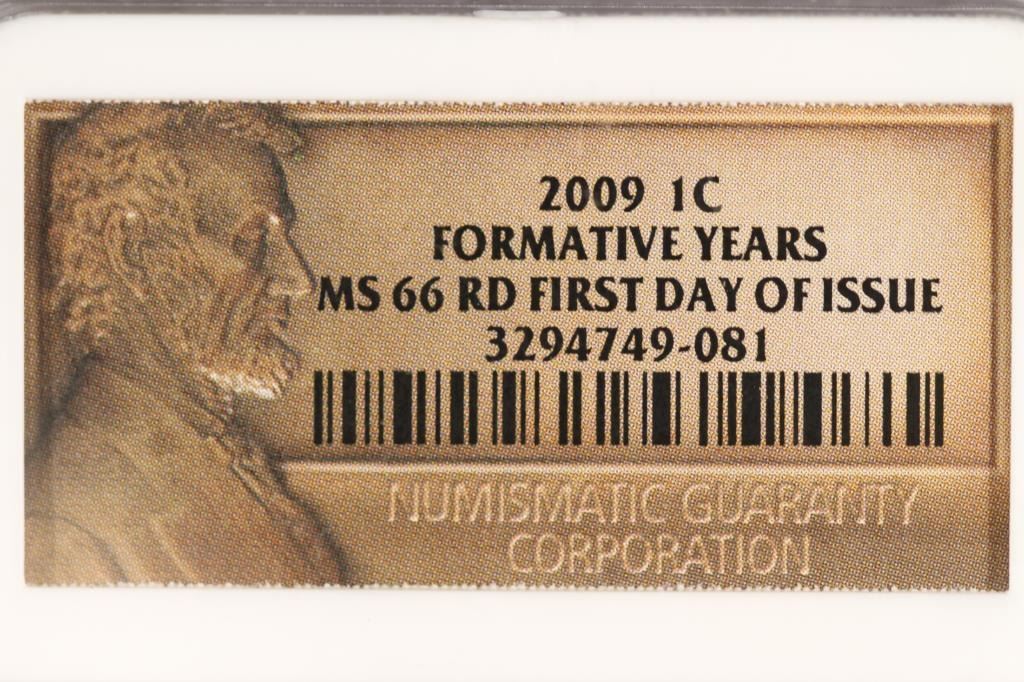 2009 1C
FORMATIVE YEARS
MS 66 RD FIRST DAY OF ISSUE
3294749-081
NUMISMATIC GUARANTY
CORPORATION